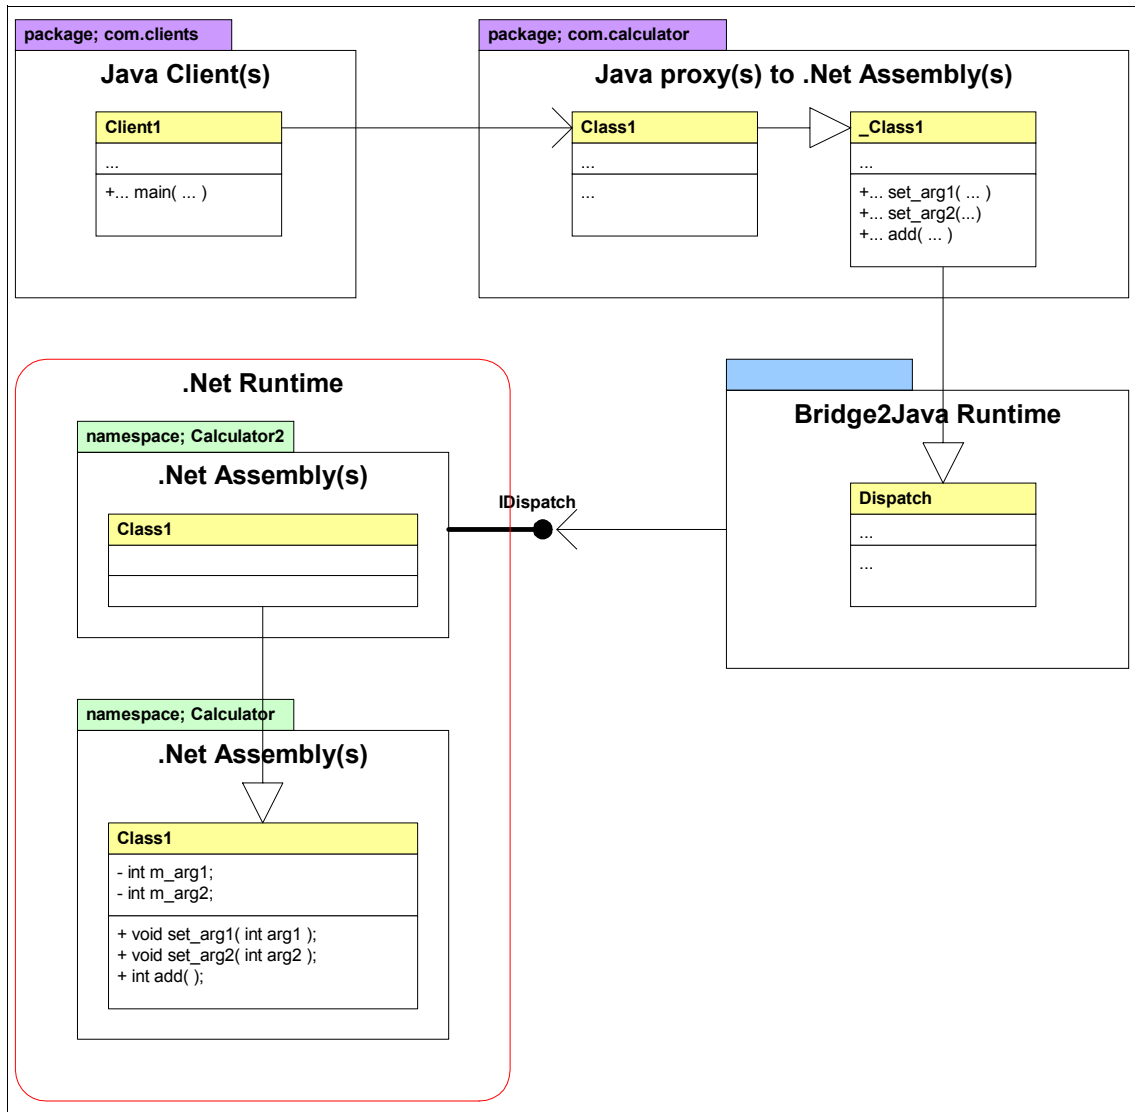 package; com.clients
Java Client(s)
Client1
...
+... main( ... )
package; com.calculator
Java proxy(s) to .Net Assembly(s)
Class1
...
...
_Class1
...
+... set_arg1( ... )
+... set_arg2(...)
+... add( ... )
.Net Runtime
namespace; Calculator2
.Net Assembly(s)
Class1
IDispatch
Bridge2Java Runtime
Dispatch
...
...
namespace; Calculator
.Net Assembly(s)
Class1
- int m_arg1;
- int m_arg2;
+ void set_arg1( int arg1 );
+ void set_arg2( int arg2 );
+ int add( );